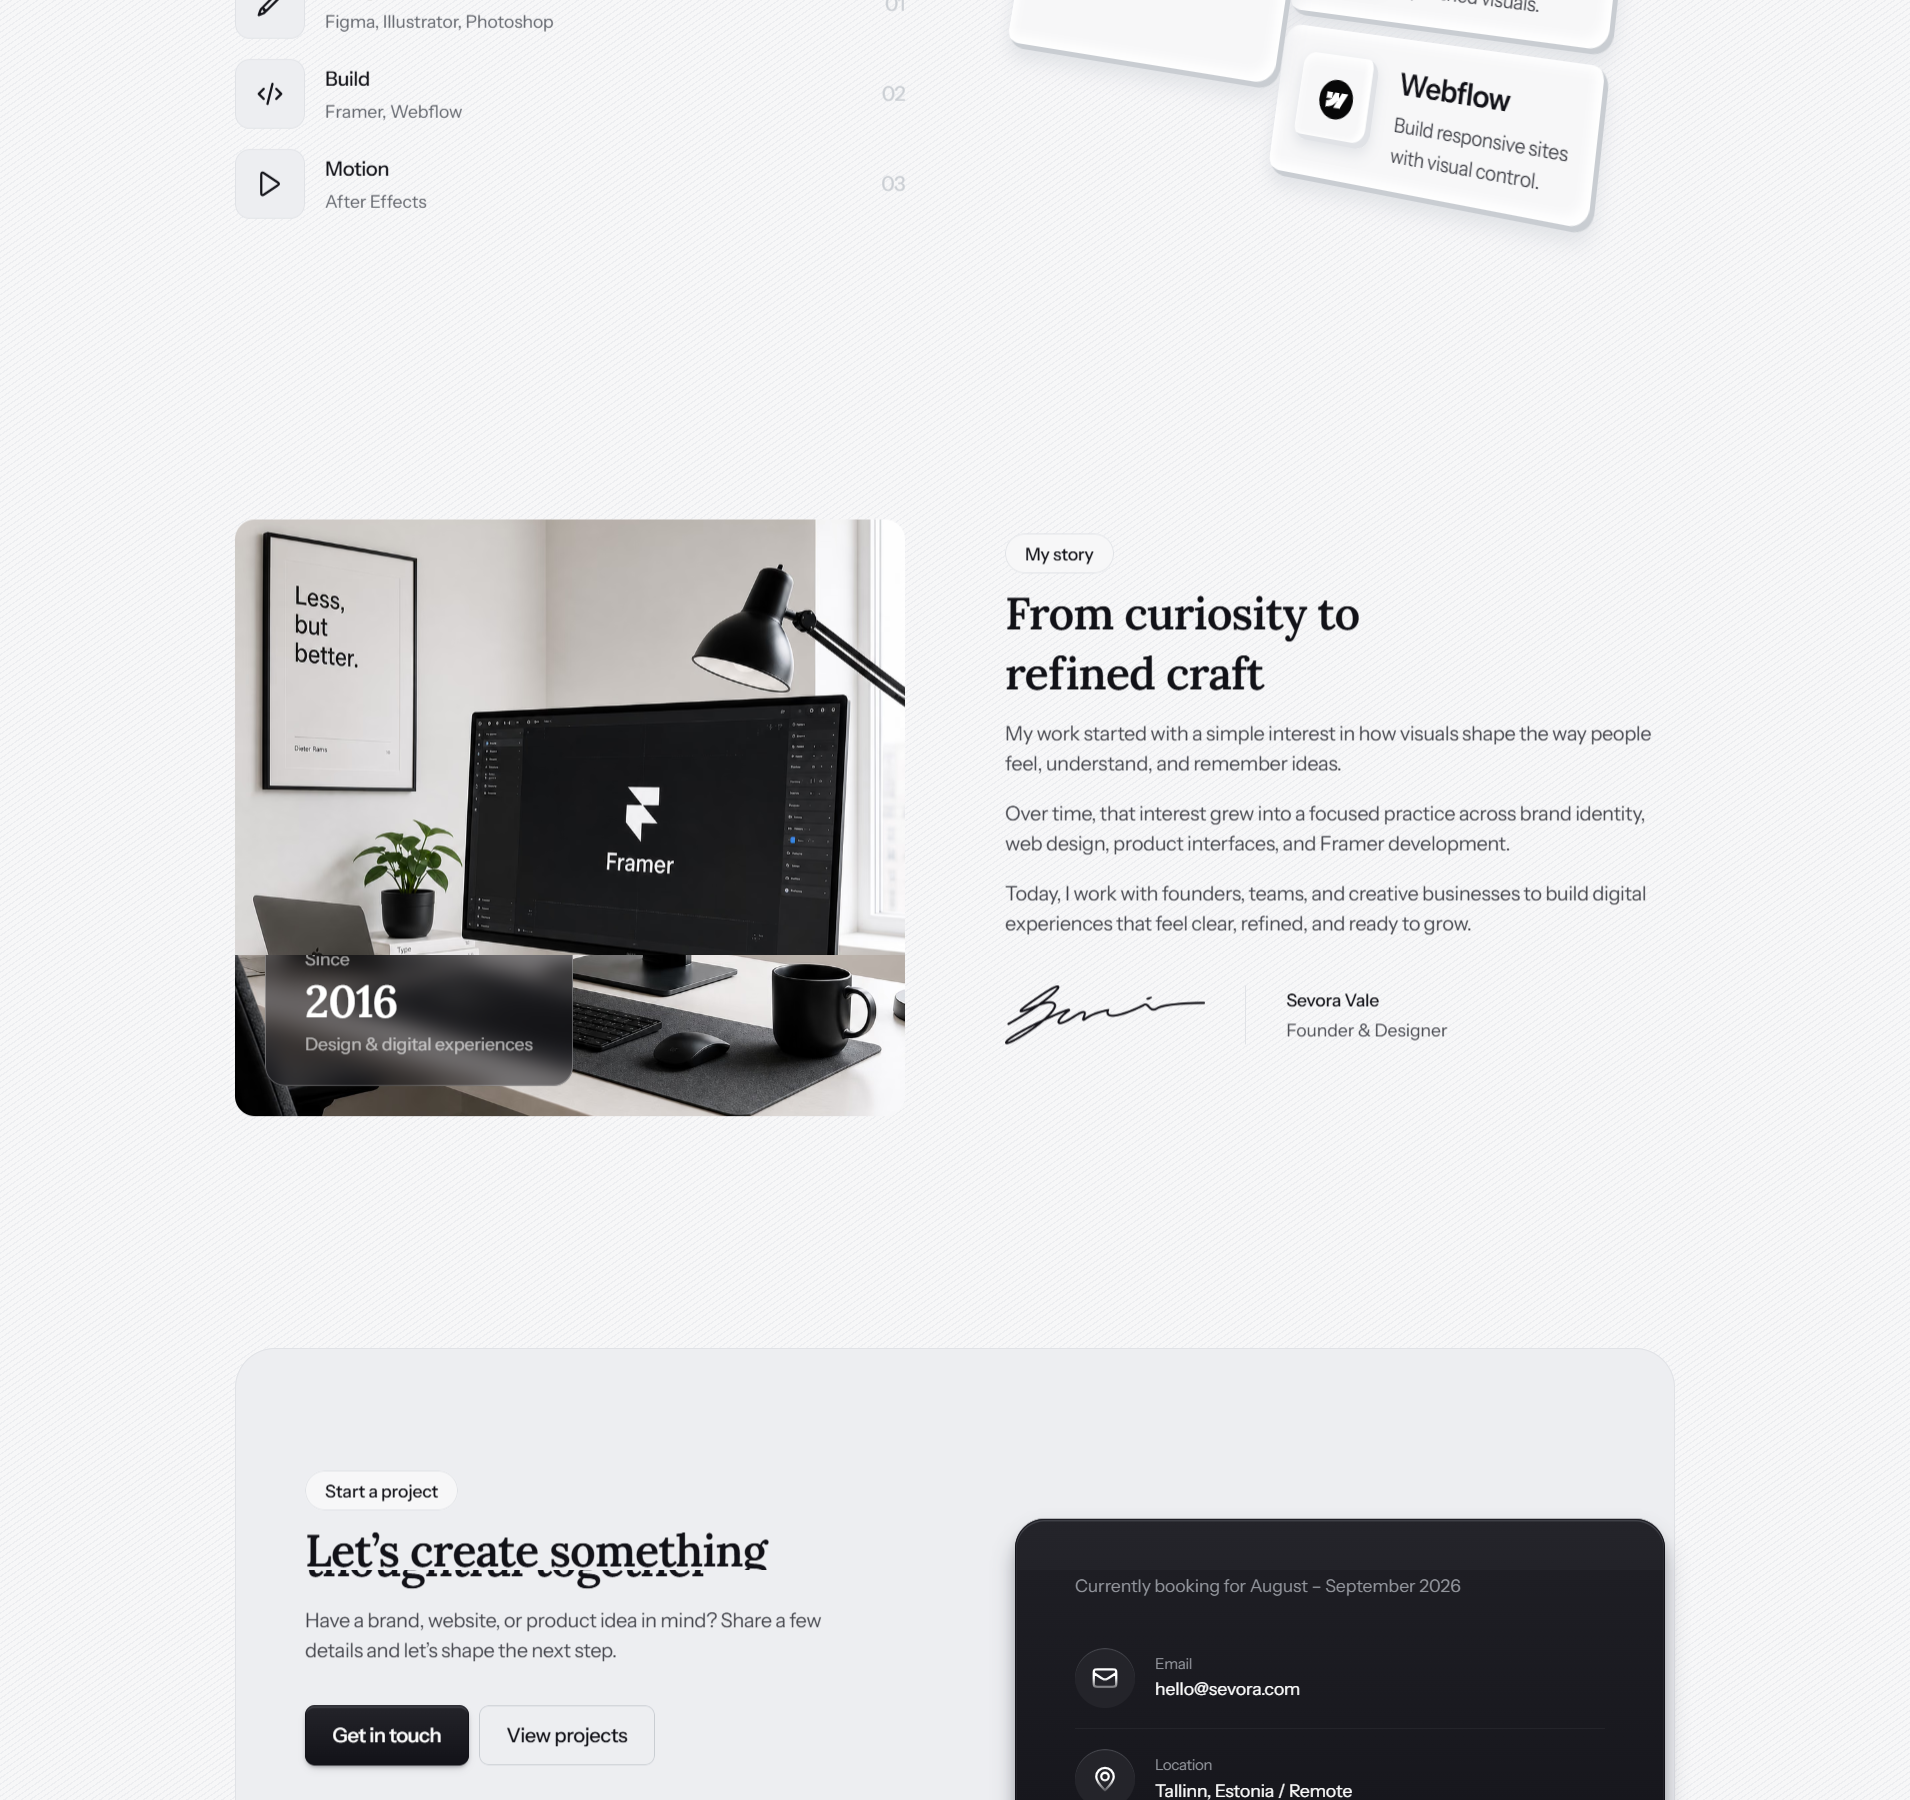 Figma, Illustrator, Photoshop
01
Build
Framer, Webflow
02
Motion
After Effects
03
visuals.
Webflow
Build responsive sites
with visual control.
Less,
but
better.
Dieter Rams
Framer
Type
Since
2016
Design & digital experiences
My story
From curiosity to
refined craft
My work started with a simple interest in how visuals shape the way people
feel, understand, and remember ideas.
Over time, that interest grew into a focused practice across brand identity,
web design, product interfaces, and Framer development.
Today, I work with founders, teams, and creative businesses to build digital
experiences that feel clear, refined, and ready to grow.
Sevora Vale
Founder & Designer
Start a project
Let’s create something
thoughtful together
Have a brand, website, or product idea in mind? Share a few
details and let’s shape the next step.
Get in touch
View projects
Currently booking for August – September 2026
Email
hello@sevora.com
Location
Tallinn, Estonia / Remote